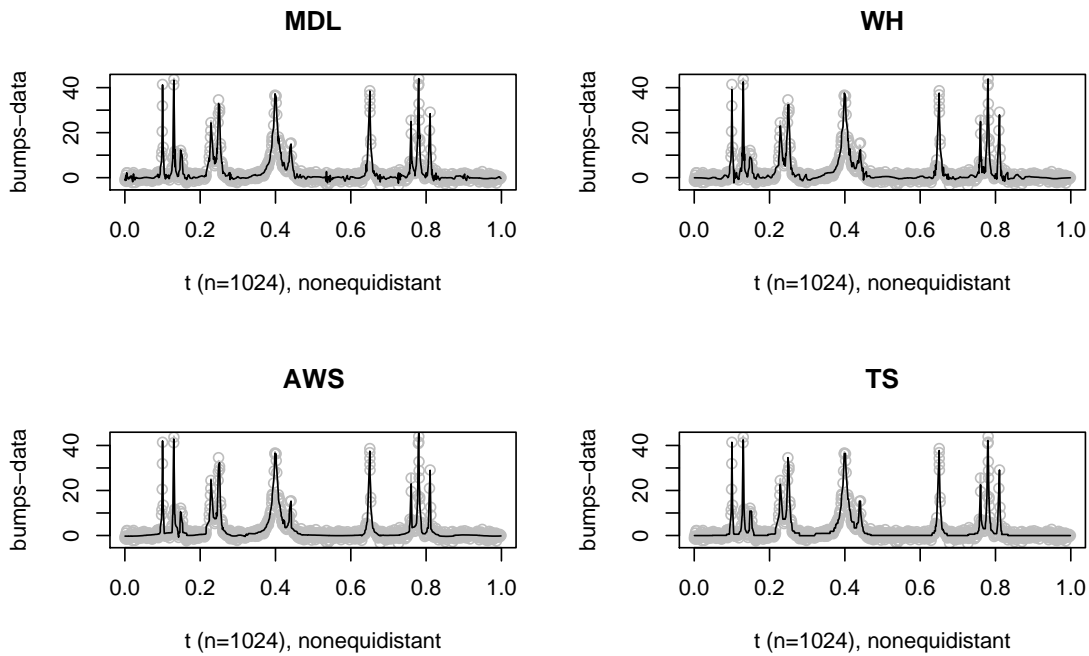 MDL
bumps−data
0 20 40
0.0 0.2 0.4 0.6 0.8 1.0
t (n=1024), nonequidistant
WH
bumps−data
0 20 40
0.0 0.2 0.4 0.6 0.8 1.0
t (n=1024), nonequidistant
AWS
bumps−data
0 20 40
0.0 0.2 0.4 0.6 0.8 1.0
t (n=1024), nonequidistant
TS
bumps−data
0 20 40
0.0 0.2 0.4 0.6 0.8 1.0
t (n=1024), nonequidistant